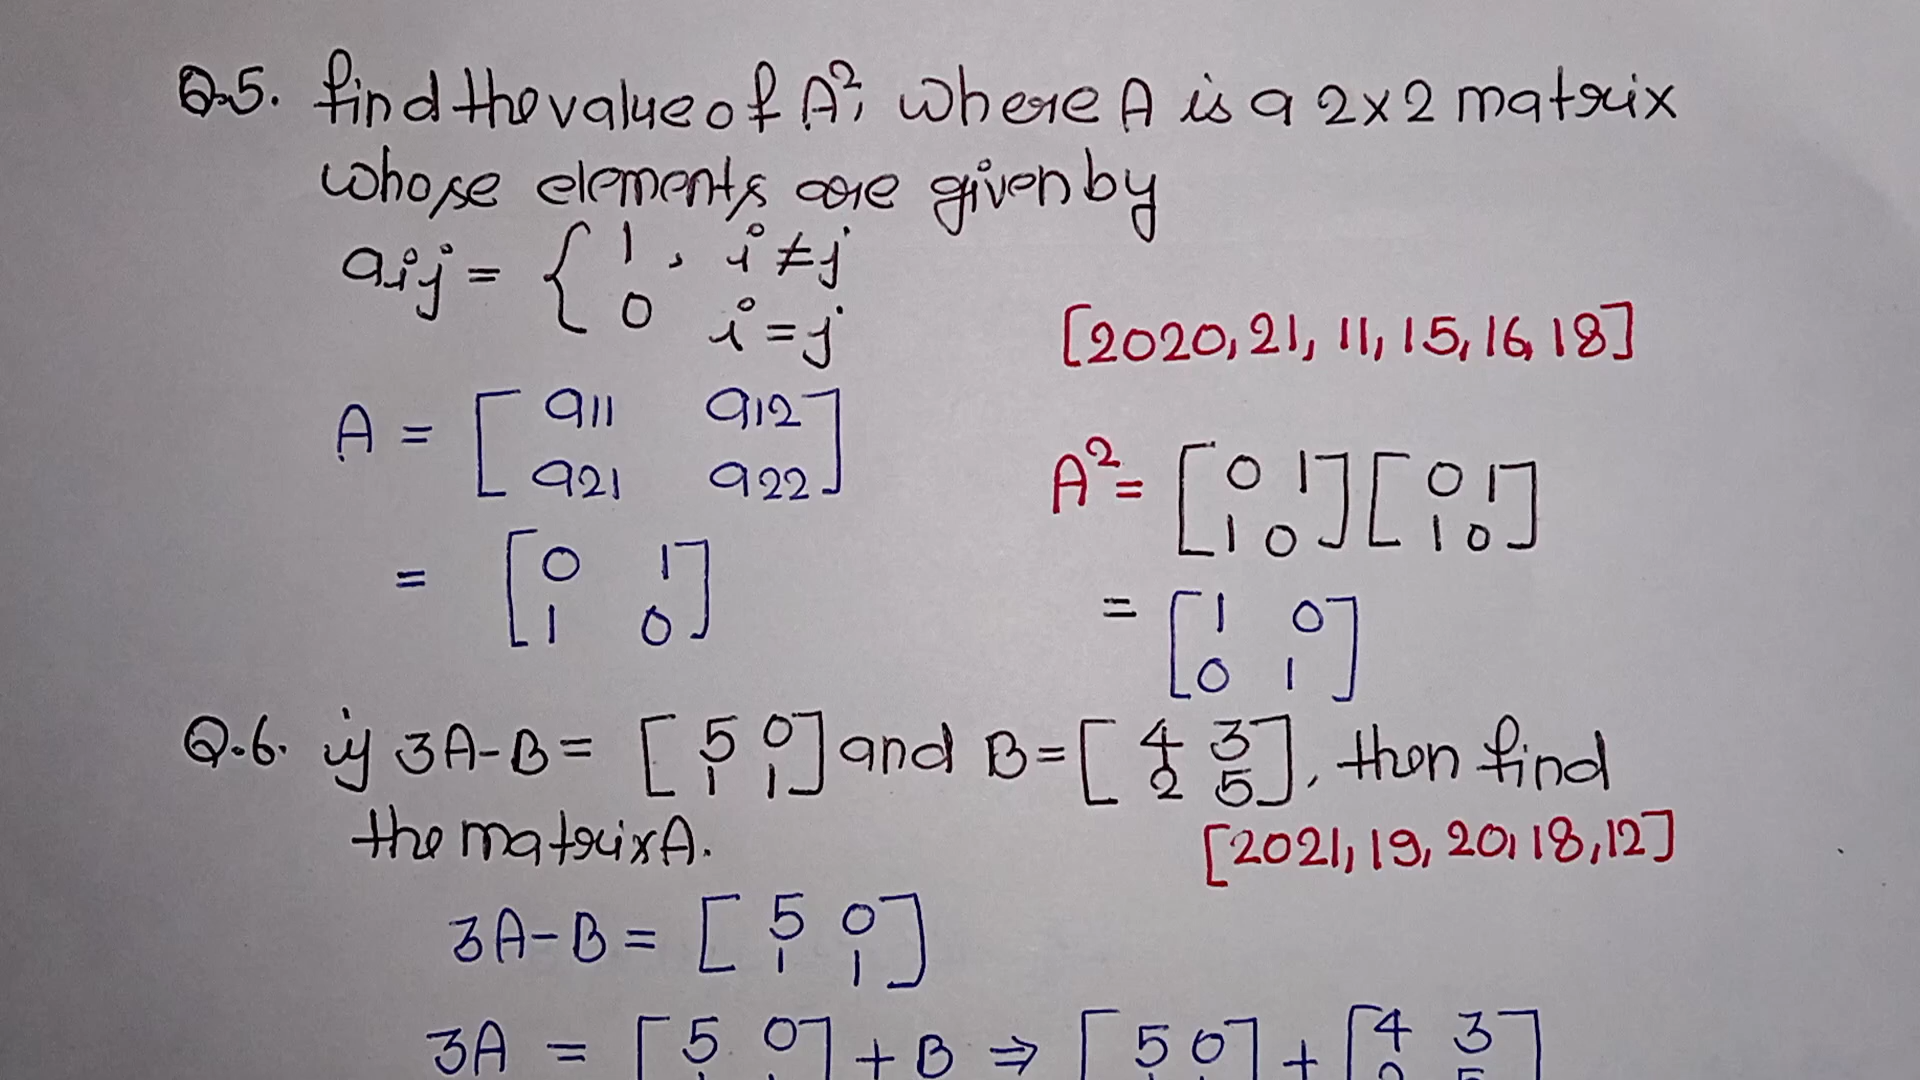 Q.5. find the value of A², where A is a 2x2 matrix
whose elements are given by
aij = { 1, i ≠ j
0 i = j
[2020, 21, 11, 15, 16, 18]
A = [ a11 a12
a21 a22 ]
= [ 0 1
1 0 ]
A² = [ 0 1 ] [ 0 1 ]
[ 1 0 ] [ 1 0 ]
= [ 1 0
0 1 ]
Q.6. if 3A-B = [ 5 0 ] and B = [ 4 3 ], then find
[ 1 1 ] [ 2 5 ]
the matrix A.
[2021, 19, 20, 18, 12]
3A-B = [ 5 0
1 1 ]
3A = [ 5 0 ] + B ⇒ [ 5 0 ] + [ 4 3 ]